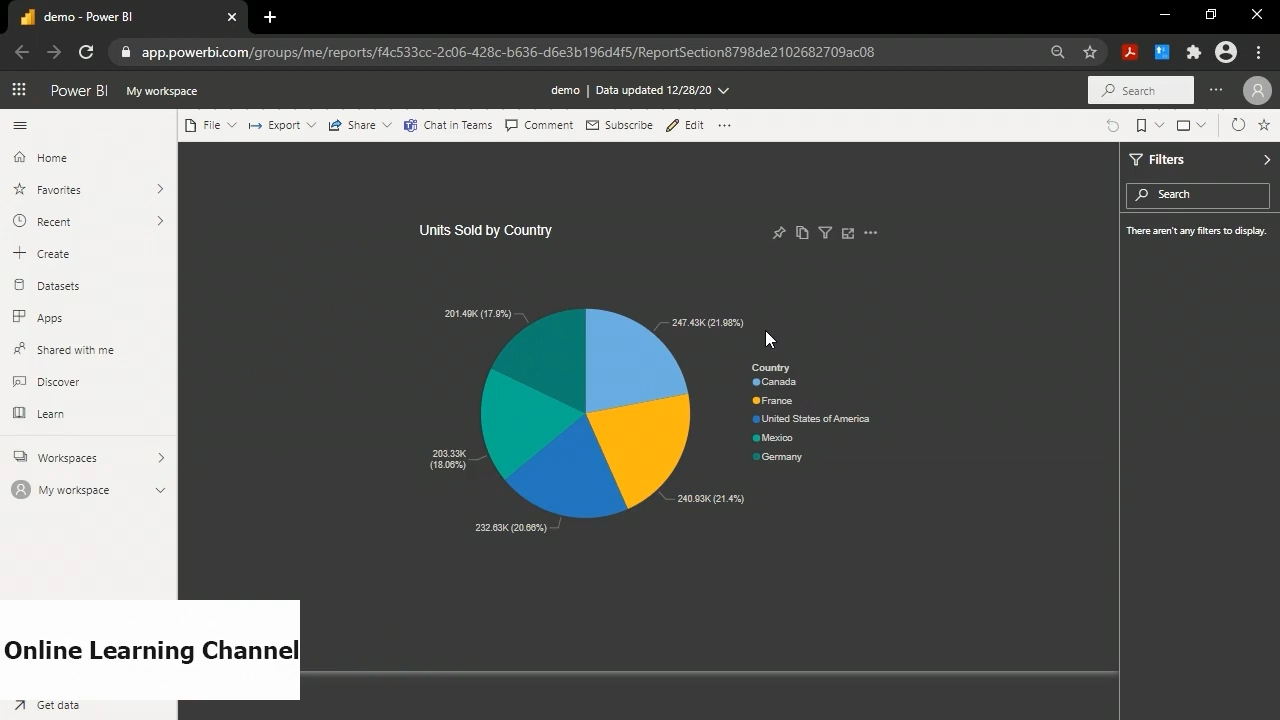 demo - Power BI
app.powerbi.com/groups/me/reports/f4c533cc-2c06-428c-b636-d6e3b196d4f5/ReportSection8798de2102682709ac08
Power BI My workspace
demo | Data updated 12/28/20
Search
File Export Share Chat in Teams Comment Subscribe Edit
Home
Favorites
Recent
Create
Datasets
Apps
Shared with me
Discover
Learn
Workspaces
My workspace
Get data
Units Sold by Country
201.49K (17.9%)
247.43K (21.98%)
203.33K
(18.06%)
240.93K (21.4%)
232.63K (20.66%)
Country
Canada
France
United States of America
Mexico
Germany
Filters
Search
There aren't any filters to display.
Online Learning Channel